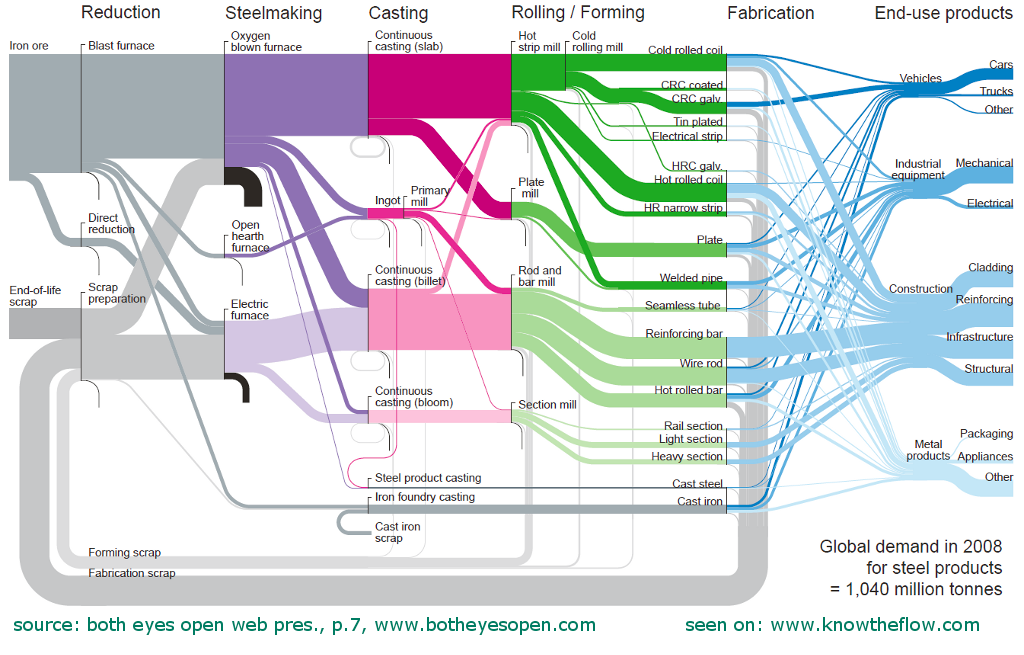 Reduction
Steelmaking
Casting
Rolling / Forming
Fabrication
End-use products
Iron ore
Blast furnace
Oxygen
blown furnace
Continuous
casting (slab)
Hot
strip mill
Cold
rolling mill
Cold rolled coil
CRC coated
CRC galv.
Tin plated
Electrical strip
HRC galv.
Hot rolled coil
HR narrow strip
Plate
Welded pipe
Seamless tube
Reinforcing bar
Wire rod
Hot rolled bar
Rail section
Light section
Heavy section
Cast steel
Cast iron
Vehicles
Cars
Trucks
Other
Industrial
equipment
Mechanical
Electrical
Construction
Cladding
Reinforcing
Infrastructure
Structural
Metal
products
Packaging
Appliances
Other
Direct
reduction
Open
hearth
furnace
Ingot
Primary
mill
Plate
mill
End-of-life
scrap
Scrap
preparation
Electric
furnace
Continuous
casting (billet)
Rod and
bar mill
Continuous
casting (bloom)
Section mill
Steel product casting
Iron foundry casting
Cast iron
scrap
Forming scrap
Fabrication scrap
Global demand in 2008
for steel products
= 1,040 million tonnes
source: both eyes open web pres., p.7, www.botheyesopen.com
seen on: www.knowtheflow.com